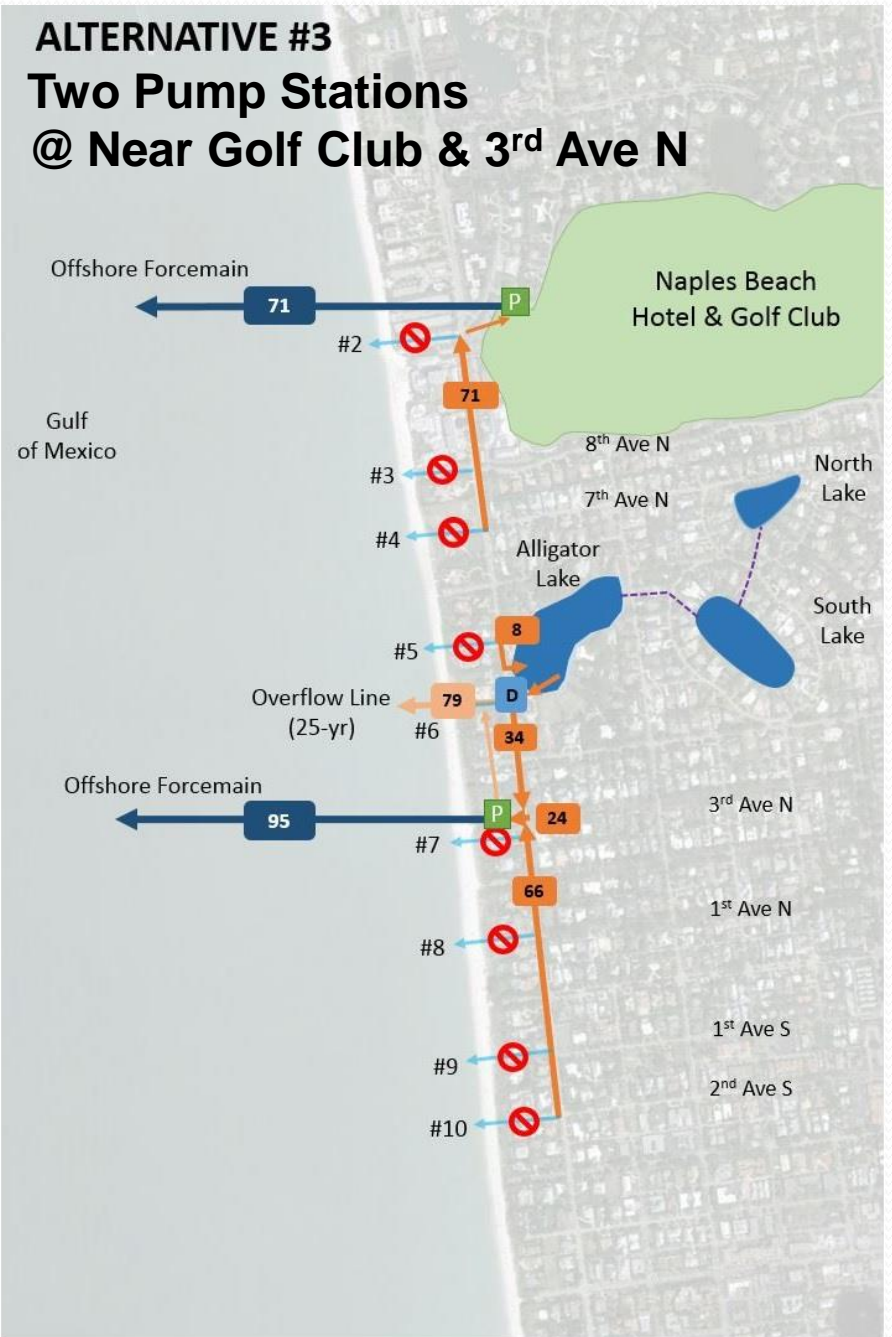 ALTERNATIVE #3
Two Pump Stations
@ Near Golf Club & 3rd Ave N
Offshore Forcemain
71
P
Naples Beach
Hotel & Golf Club
#2
71
Gulf
of Mexico
8th Ave N
#3
North
Lake
7th Ave N
#4
Alligator
Lake
8
South
Lake
#5
Overflow Line
(25-yr)
79
D
#6
34
Offshore Forcemain
95
P
24
3rd Ave N
#7
66
1st Ave N
#8
1st Ave S
#9
2nd Ave S
#10